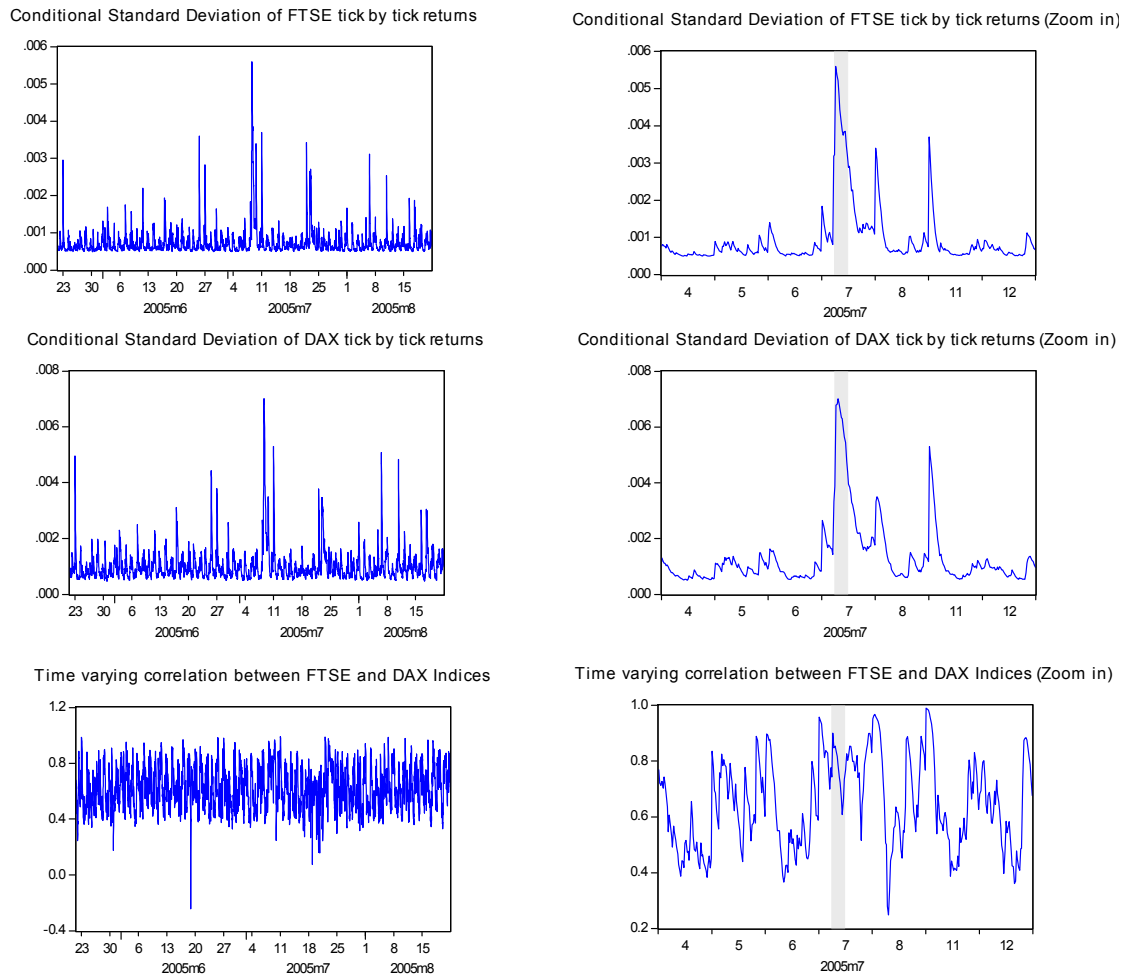 Conditional Standard Deviation of FTSE tick by tick returns
.006
.005
.004
.003
.002
.001
.000
23 30 6 13 20 27 4 11 18 25 1 8 15
2005m6 2005m7 2005m8
Conditional Standard Deviation of FTSE tick by tick returns (Zoom in)
.006
.005
.004
.003
.002
.001
.000
4 5 6 7 8 11 12
2005m7
Conditional Standard Deviation of DAX tick by tick returns
.008
.006
.004
.002
.000
23 30 6 13 20 27 4 11 18 25 1 8 15
2005m6 2005m7 2005m8
Conditional Standard Deviation of DAX tick by tick returns (Zoom in)
.008
.006
.004
.002
.000
4 5 6 7 8 11 12
2005m7
Time varying correlation between FTSE and DAX Indices
1.2
0.8
0.4
0.0
-0.4
23 30 6 13 20 27 4 11 18 25 1 8 15
2005m6 2005m7 2005m8
Time varying correlation between FTSE and DAX Indices (Zoom in)
1.0
0.8
0.6
0.4
0.2
4 5 6 7 8 11 12
2005m7